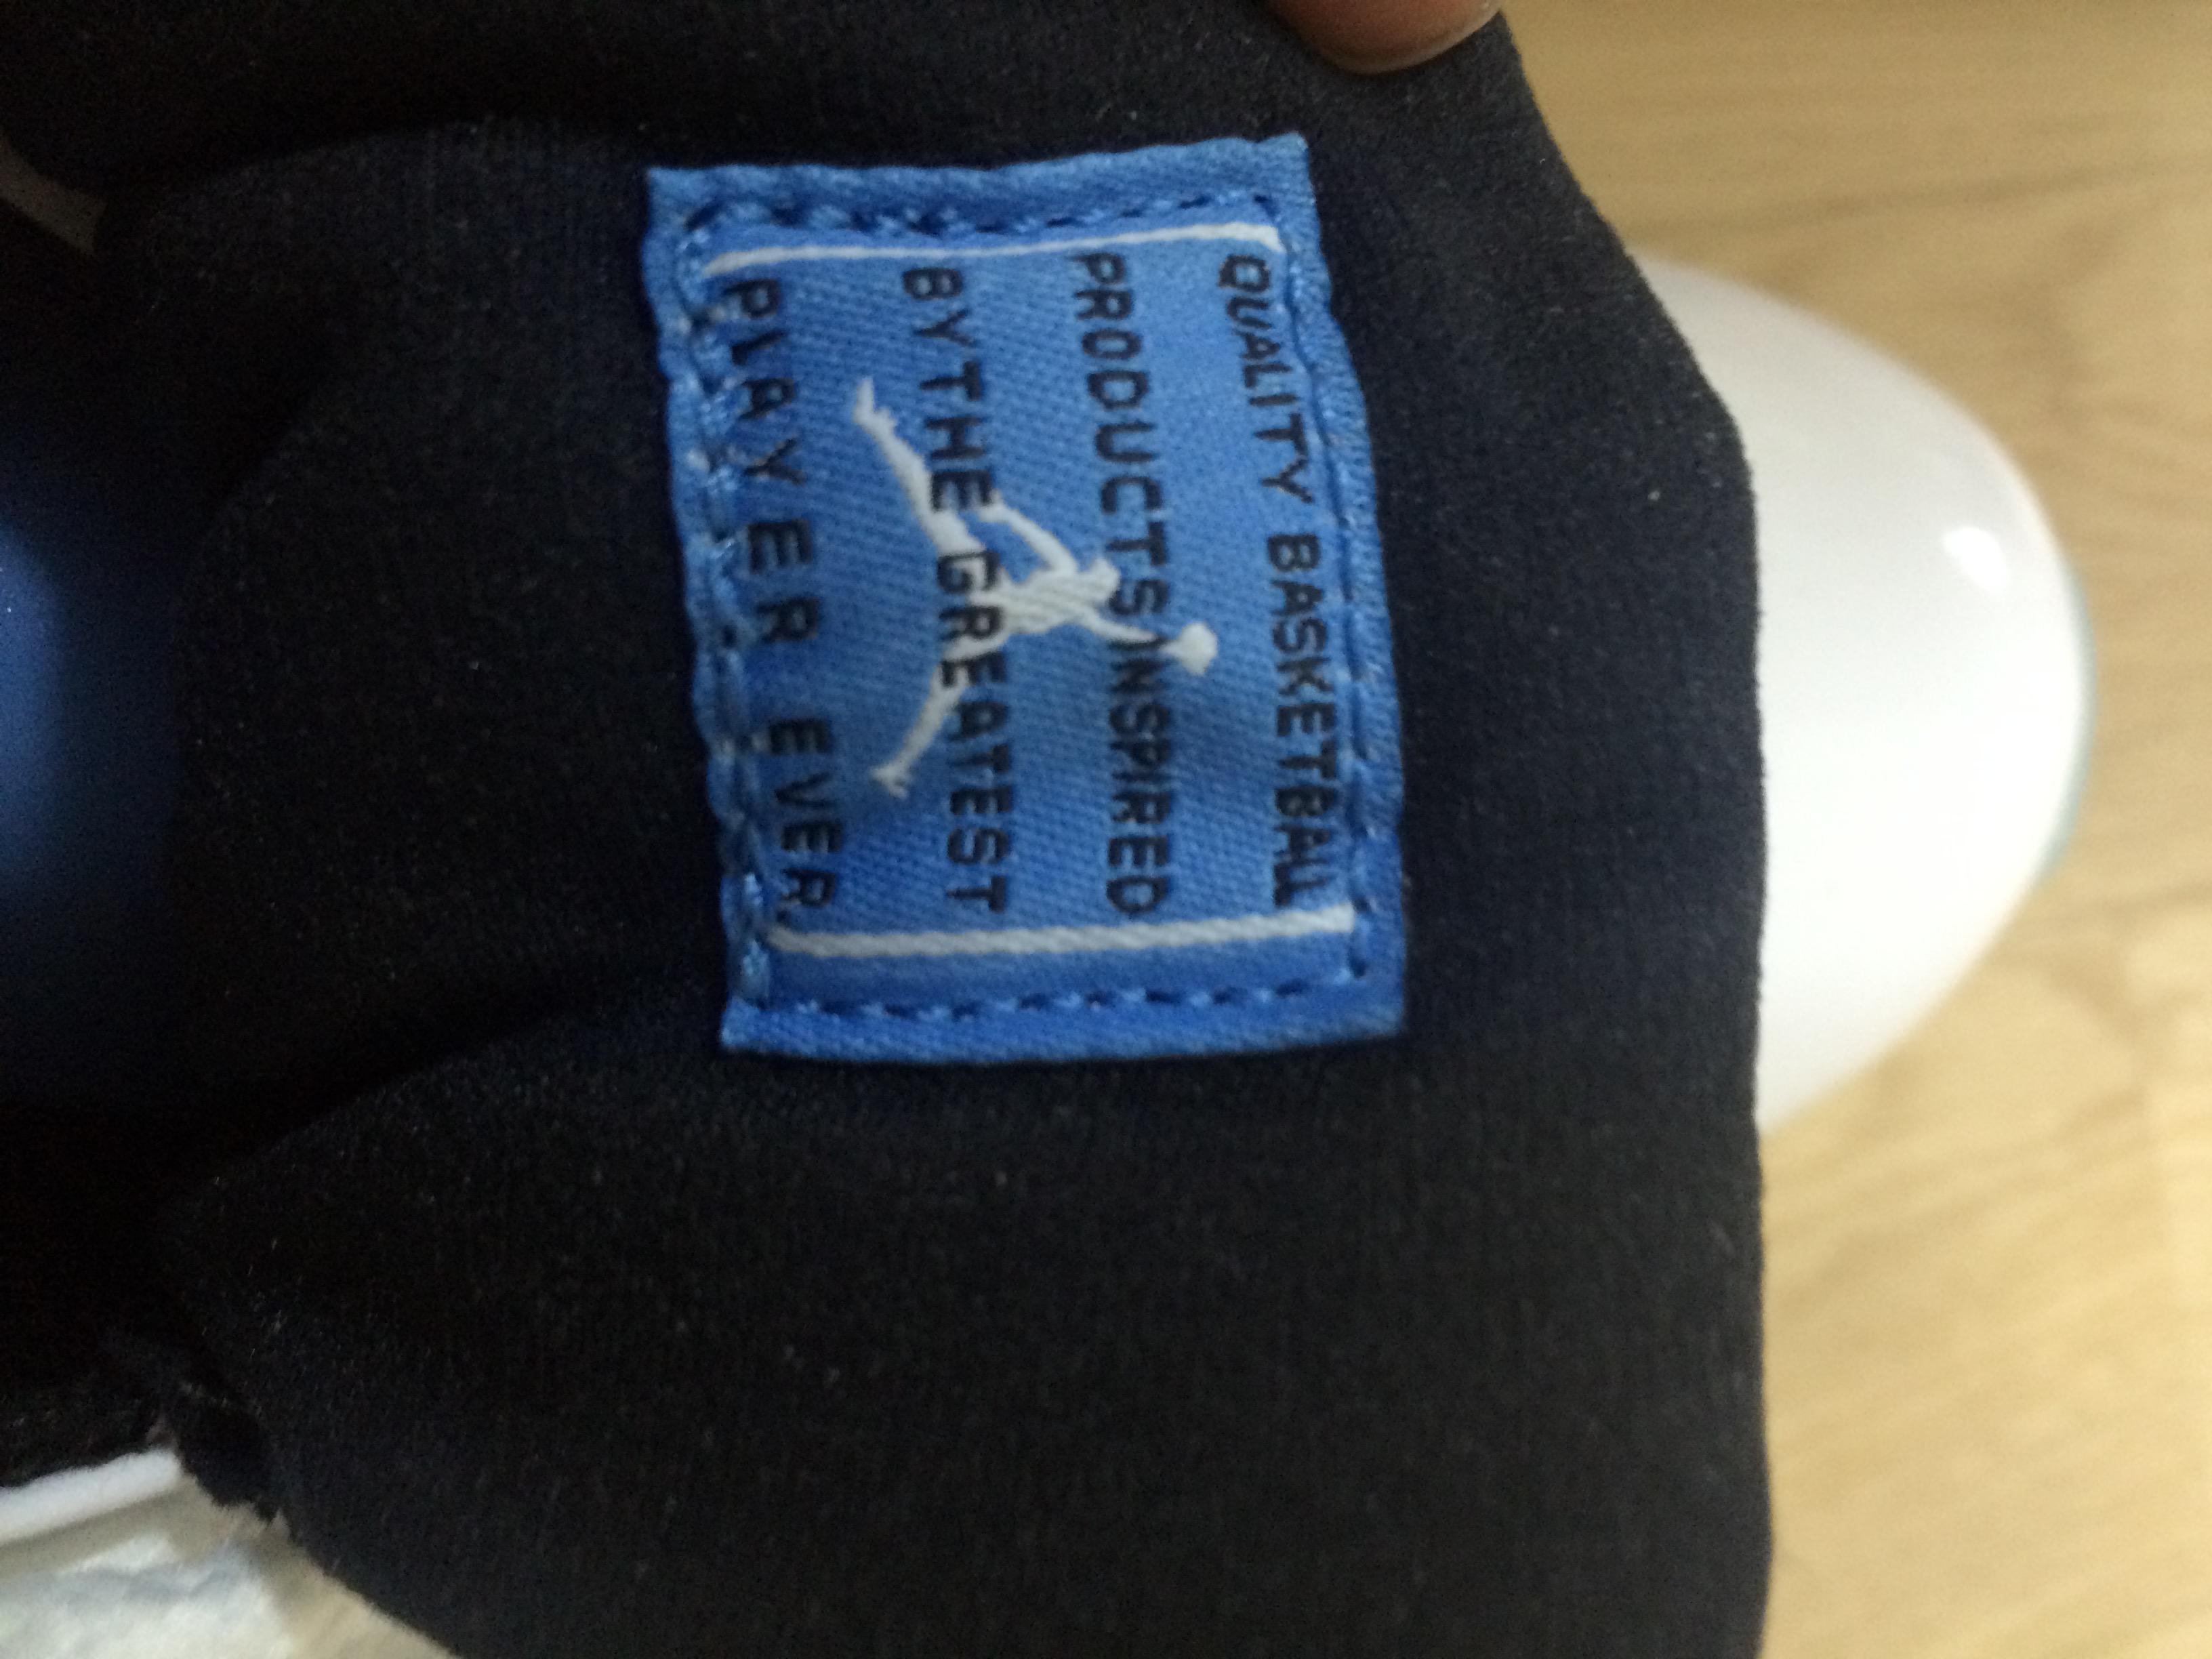 QUALITY BASKETBALL
PRODUCTS INSPIRED
BY THE GREATEST
PLAYER EVER.